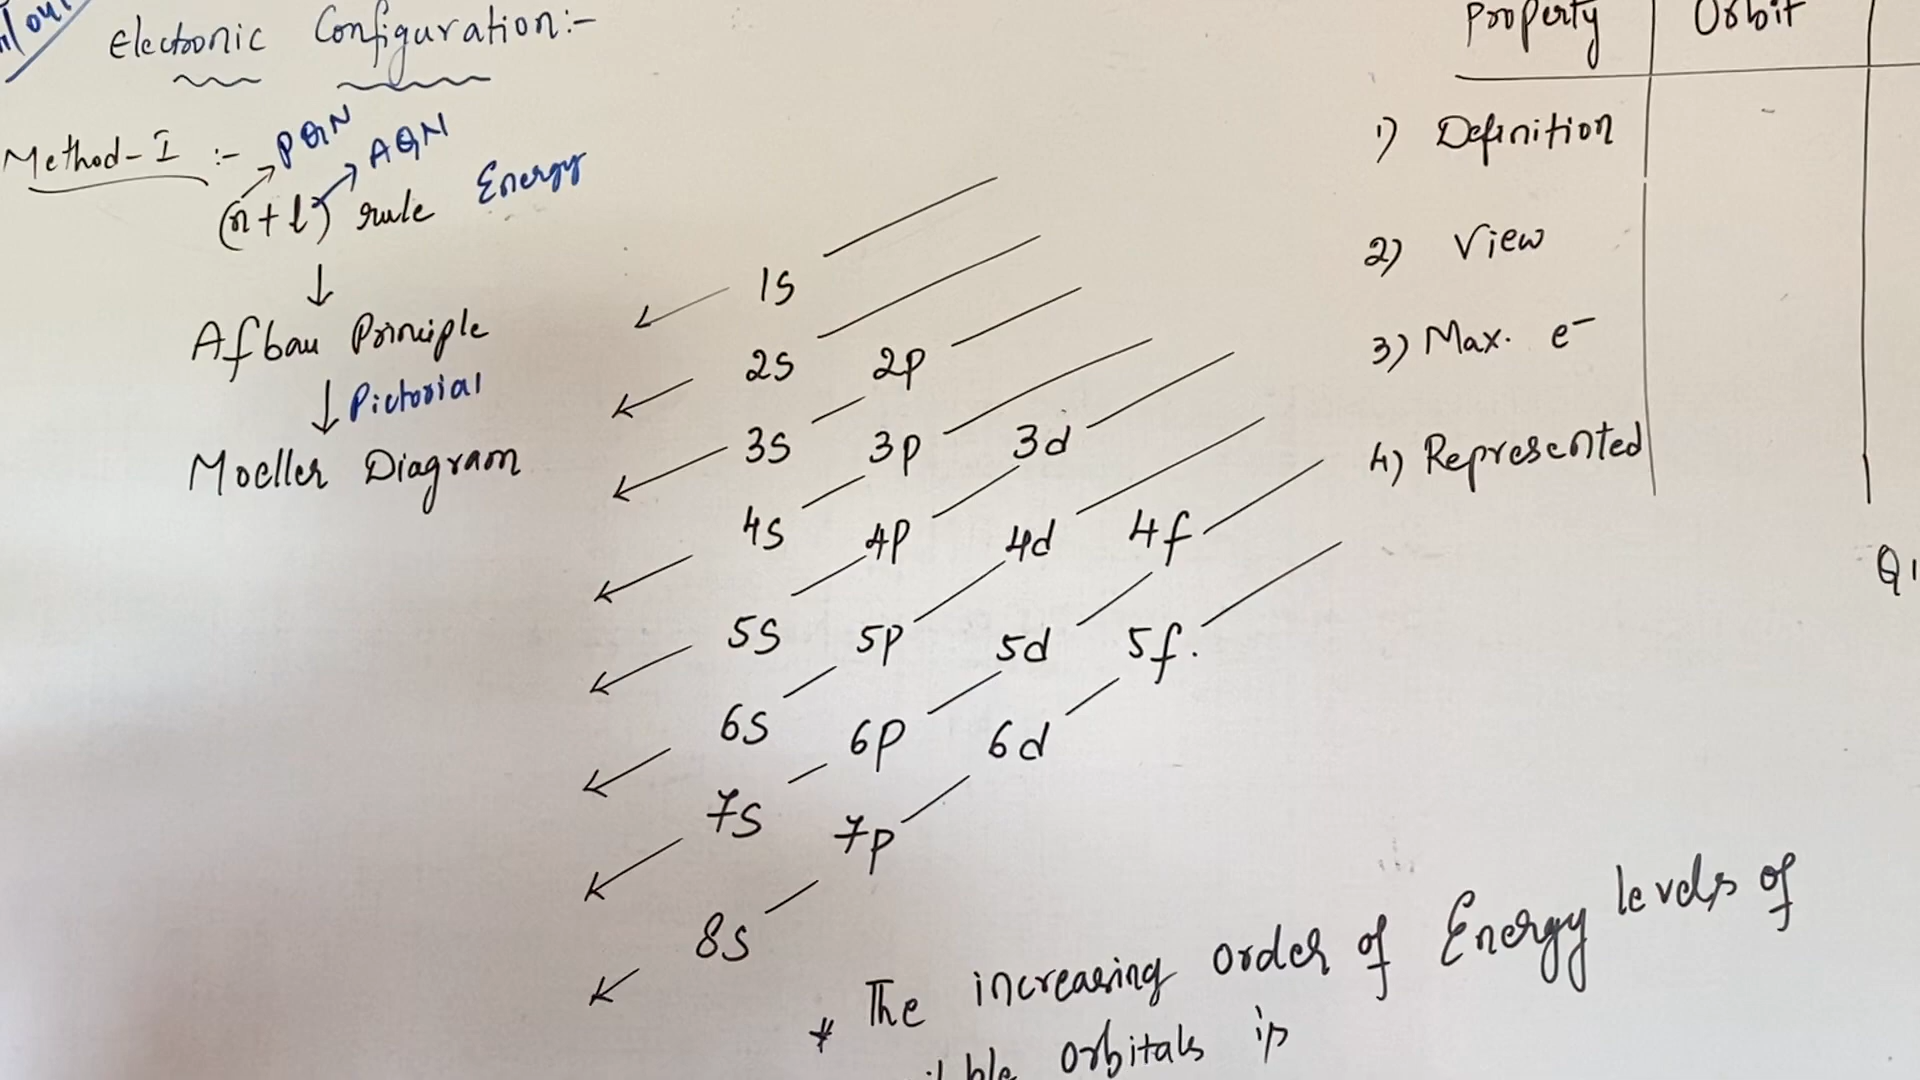 Electronic Configuration:-
Method-I :-
PQN
AQN
(n+l) rule Energy
↓
Afbau Principle
↓ Pictorial
Moeller Diagram
1s
2s 2p
3s 3p 3d
4s 4p 4d 4f
5s 5p 5d 5f.
6s 6p 6d
7s 7p
8s
Property Orbit
1) Definition
2) View
3) Max. e⁻
4) Represented
Q1
* The increasing order of Energy levels of
orbitals is